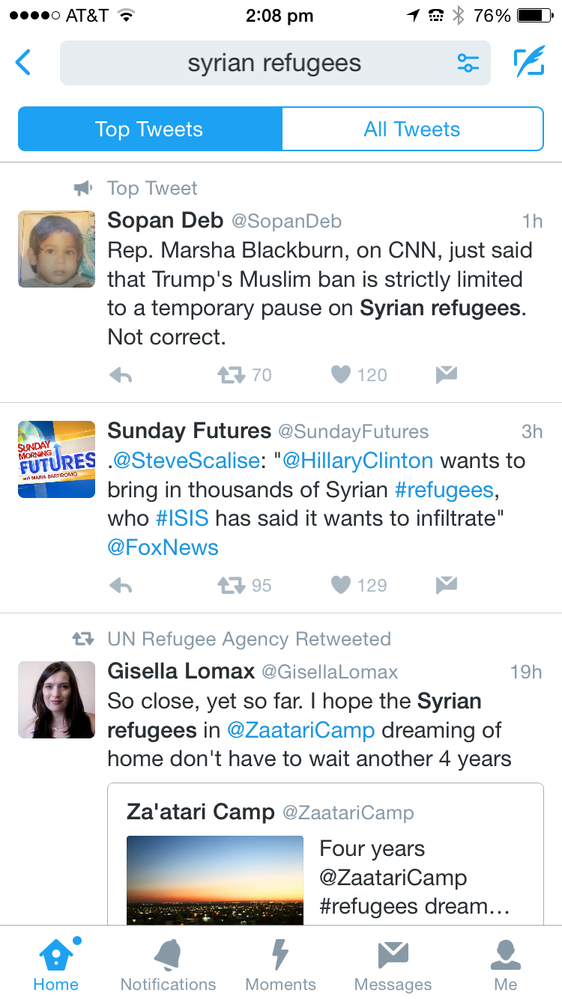 AT&T 2:08 pm 76%
syrian refugees
Top Tweets All Tweets
Top Tweet
Sopan Deb @SopanDeb 1h
Rep. Marsha Blackburn, on CNN, just said
that Trump's Muslim ban is strictly limited
to a temporary pause on Syrian refugees.
Not correct.
70 120
SUNDAY
MORNING
FUTURES
WITH MARIA BARTIROMO
Sunday Futures @SundayFutures 3h
.@SteveScalise: "@HillaryClinton wants to
bring in thousands of Syrian #refugees,
who #ISIS has said it wants to infiltrate"
@FoxNews
95 129
UN Refugee Agency Retweeted
Gisella Lomax @GisellaLomax 19h
So close, yet so far. I hope the Syrian
refugees in @ZaatariCamp dreaming of
home don't have to wait another 4 years
Za'atari Camp @ZaatariCamp
Four years
@ZaatariCamp
#refugees dream...
Home Notifications Moments Messages Me